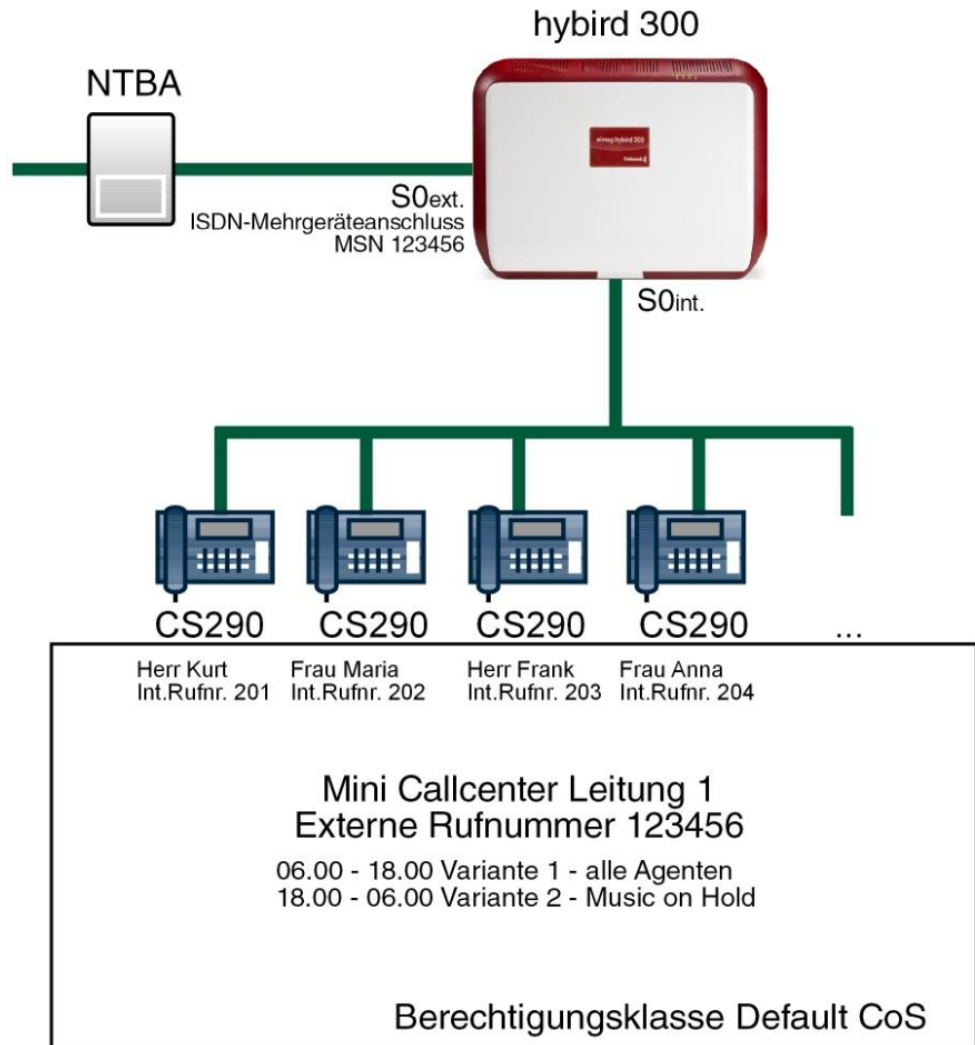 hybird 300
NTBA
elmeg hybird 300
S0ext.
ISDN-Mehrgeräteanschluss
MSN 123456
S0int.
CS290 CS290 CS290 CS290 ...
Herr Kurt Frau Maria Herr Frank Frau Anna
Int.Rufnr. 201 Int.Rufnr. 202 Int.Rufnr. 203 Int.Rufnr. 204
Mini Callcenter Leitung 1
Externe Rufnummer 123456
06.00 - 18.00 Variante 1 - alle Agenten
18.00 - 06.00 Variante 2 - Music on Hold
Berechtigungsklasse Default CoS